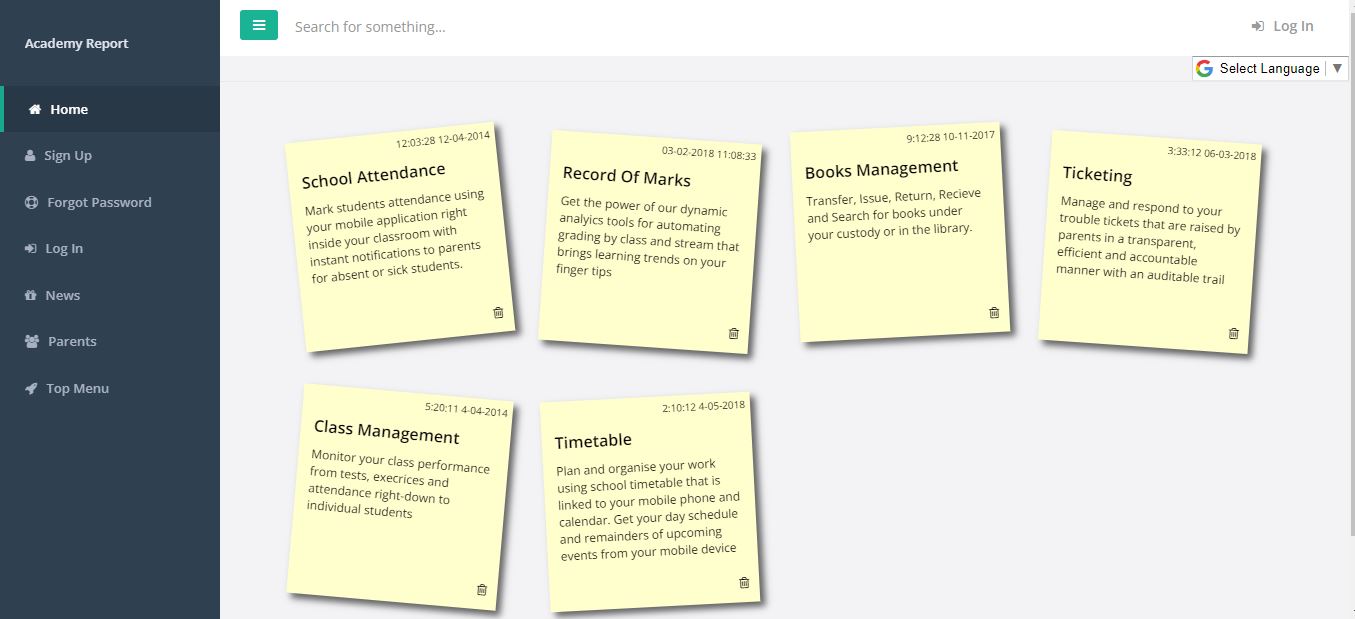 Academy Report
Home
Sign Up
Forgot Password
Log In
News
Parents
Top Menu
Search for something...
Log In
Select Language
12:03:28 12-04-2014
School Attendance
Mark students attendance using
your mobile application right
inside your classroom with
instant notifications to parents
for absent or sick students.
03-02-2018 11:08:33
Record Of Marks
Get the power of our dynamic
analyics tools for automating
grading by class and stream that
brings learning trends on your
finger tips
9:12:28 10-11-2017
Books Management
Transfer, Issue, Return, Recieve
and Search for books under
your custody or in the library.
3:33:12 06-03-2018
Ticketing
Manage and respond to your
trouble tickets that are raised by
parents in a transparent,
efficient and accountable
manner with an auditable trail
5:20:11 4-04-2014
Class Management
Monitor your class performance
from tests, execrices and
attendance right-down to
individual students
2:10:12 4-05-2018
Timetable
Plan and organise your work
using school timetable that is
linked to your mobile phone and
calendar. Get your day schedule
and remainders of upcoming
events from your mobile device